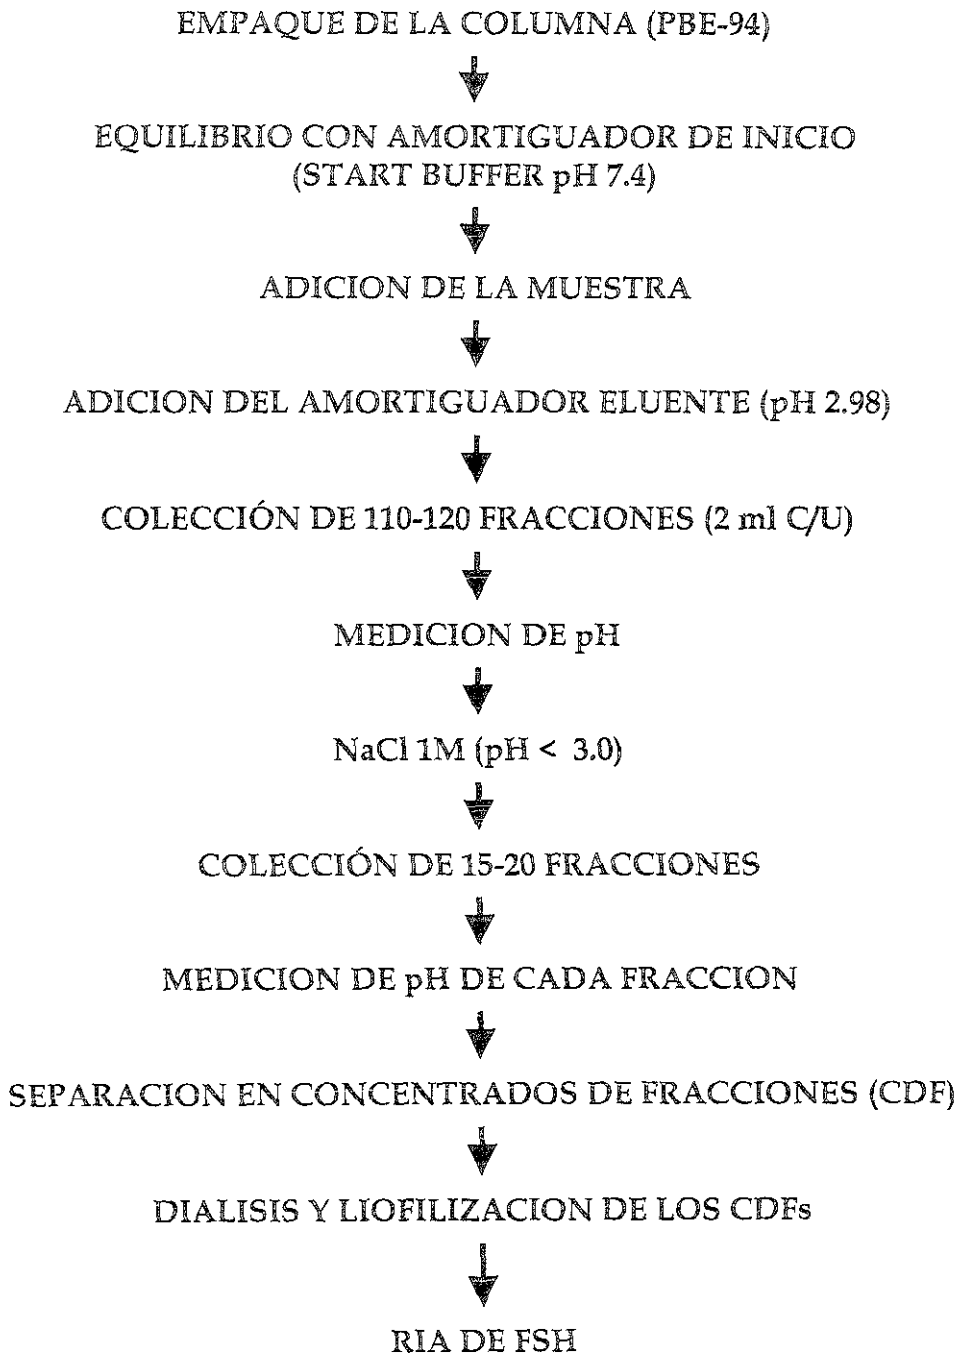 EMPAQUE DE LA COLUMNA (PBE-94)
EQUILIBRIO CON AMORTIGUADOR DE INICIO
(START BUFFER pH 7.4)
ADICION DE LA MUESTRA
ADICION DEL AMORTIGUADOR ELUENTE (pH 2.98)
COLECCIÓN DE 110-120 FRACCIONES (2 ml C/U)
MEDICION DE pH
NaCl 1M (pH < 3.0)
COLECCIÓN DE 15-20 FRACCIONES
MEDICION DE pH DE CADA FRACCION
SEPARACION EN CONCENTRADOS DE FRACCIONES (CDF)
DIALISIS Y LIOFILIZACION DE LOS CDFs
RIA DE FSH